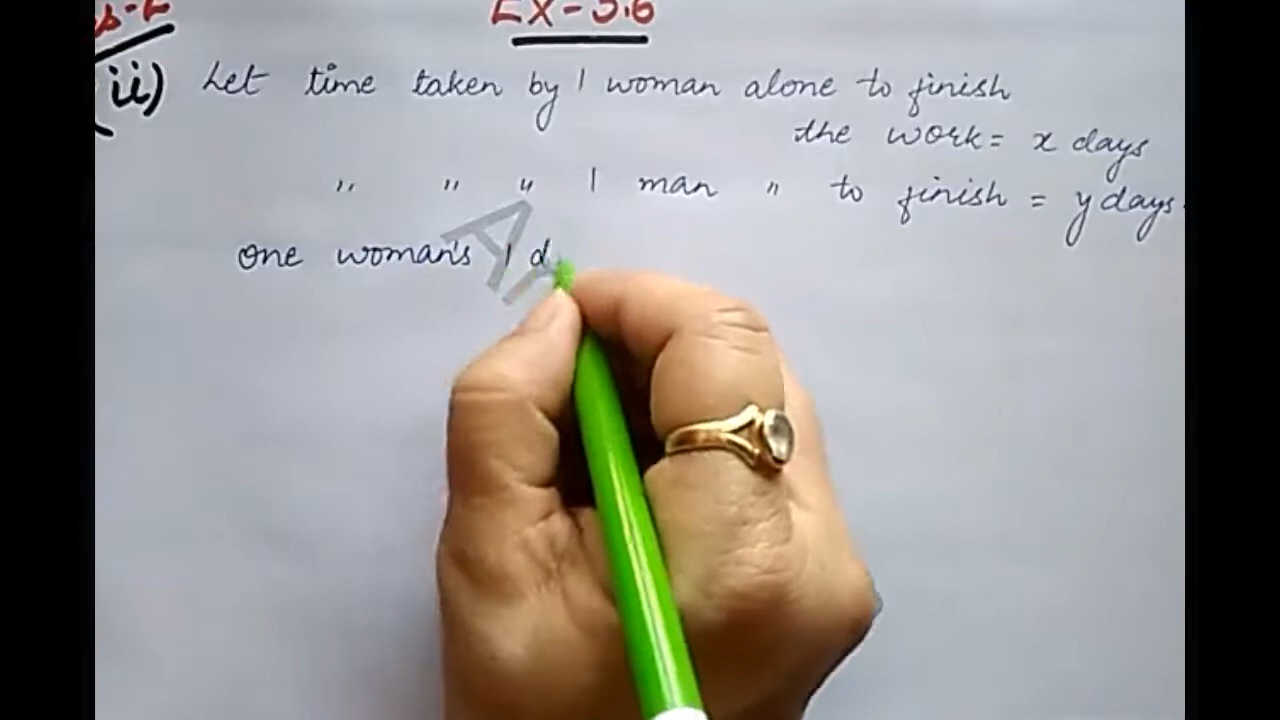 Ex-3.6
(ii) Let time taken by 1 woman alone to finish
the work = x days
" " " 1 man " to finish = y days.
One woman's 1 d